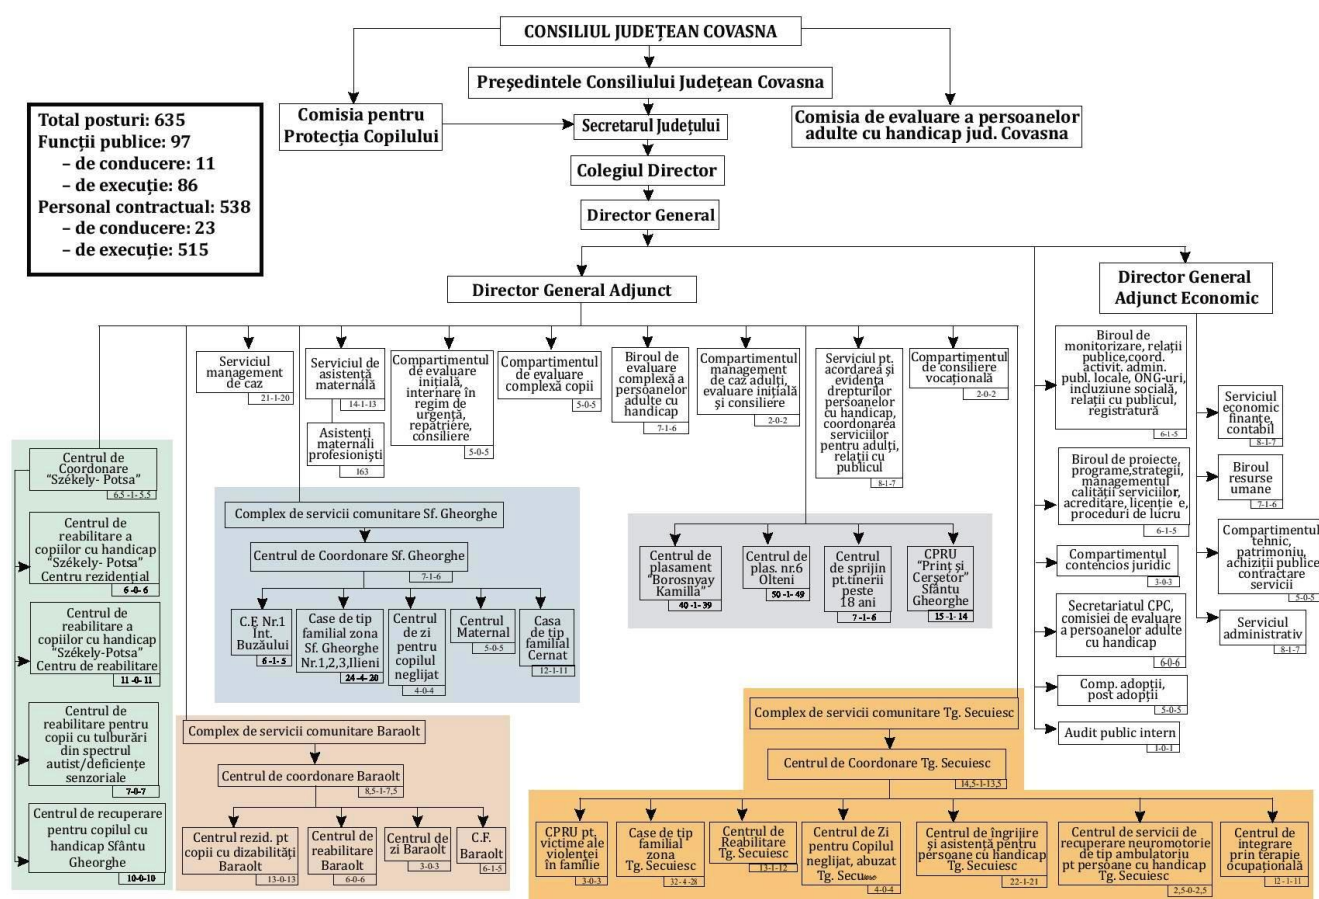 CONSILIUL JUDEȚEAN COVASNA
Președintele Consiliului Județean Covasna
Comisia pentru
Protecția Copilului
Secretarul Județului
Comisia de evaluare a persoanelor
adulte cu handicap jud. Covasna
Total posturi: 635
Funcții publice: 97
– de conducere: 11
– de execuție: 86
Personal contractual: 538
– de conducere: 23
– de execuție: 515
Colegiul Director
Director General
Director General Adjunct
Director General
Adjunct Economic
Serviciul
management
de caz
21-1-20
Serviciul de
asistență
maternală
14-1-13
Asistenți
maternali
profesioniști
163
Compartimentul
de evaluare
inițială,
internare în
regim de
urgență,
repatriere,
consiliere
5-0-5
Compartimentul
de evaluare
complexă copii
5-0-5
Biroul de
evaluare
complexă a
persoanelor
adulte cu
handicap
7-1-6
Compartimentul
management
de caz adulți,
evaluare inițială
și consiliere
2-0-2
Serviciul pt.
acordarea și
evidența
drepturilor
persoanelor
cu handicap,
coordonarea
serviciilor
pentru adulți,
relații cu
publicul
8-1-7
Compartimentul
de consiliere
vocațională
2-0-2
Biroul de
monitorizare, relații
publice,coord.
activit. admin.
publ. locale, ONG-uri,
incluziune socială,
relații cu publicul,
registratură
6-1-5
Biroul de proiecte,
programe,strategii,
managementul
calității serviciilor,
acreditare, licenție e,
proceduri de lucru
6-1-5
Compartimentul
contencios juridic
3-0-3
Secretariatul CPC,
comisiei de evaluare
a persoanelor adulte
cu handicap
6-0-6
Comp. adopții,
post adopții
5-0-5
Audit public intern
1-0-1
Serviciul
economic
finanțe,
contabil
8-1-7
Biroul
resurse
umane
7-1-6
Compartimentul
tehnic,
patrimoniu,
achiziții publice
contractare
servicii
5-0-5
Serviciul
administrativ
8-1-7
Centrul de
Coordonare
"Székely- Potsa"
6,5 -1- 5,5
Centrul de
reabilitare a
copiilor cu handicap
"Székely- Potsa"
Centru rezidențial
6 -0- 6
Centrul de
reabilitare a
copiilor cu handicap
"Székely-Potsa"
Centru de reabilitare
11 -0- 11
Centrul de
reabilitare pentru
copii cu tulburări
din spectrul
autist/deficiențe
senzoriale
7-0-7
Centrul de recuperare
pentru copilul cu
handicap Sfântu
Gheorghe
10-0-10
Complex de servicii comunitare Sf. Gheorghe
Centrul de Coordonare Sf. Gheorghe
7-1-6
C.F. Nr.1
Înt.
Buzăului
6 -1- 5
Case de tip
familial zona
Sf. Gheorghe
Nr.1,2,3,Ilieni
24 -4- 20
Centrul
de zi
pentru
copilul
neglijat
4-0-4
Centrul
Maternal
5-0-5
Casa
de tip
familial
Cernat
12-1-11
Centrul de
plasament
"Borosnyay
Kamilla"
40 -1- 39
Centrul de
plas. nr.6
Olteni
50 -1- 49
Centrul
de sprijin
pt.tinerii
peste
18 ani
7 -1- 6
CPRU
"Prinț și
Cerșetor"
Sfântu
Gheorghe
15 -1- 14
Complex de servicii comunitare Baraolt
Centrul de coordonare Baraolt
8,5-1-7,5
Centrul rezid. pt
copii cu dizabilități
Baraolt
13-0-13
Centrul de
reabilitare
Baraolt
6-0-6
Centrul de
zi Baraolt
3-0-3
C.F.
Baraolt
6-1-5
Complex de servicii comunitare Tg. Secuiesc
Centrul de Coordonare Tg. Secuiesc
14,5-1-13,5
CPRU pt.
victime ale
violenței
în familie
3-0-3
Case de tip
familial
zona
Tg. Secuiesc
32-4-28
Centrul de
Reabilitare
Tg. Secuiesc
13-1-12
Centrul de Zi
pentru Copilul
neglijat, abuzat
Tg.
4-0-4
Centrul de îngrijire
și asistență pentru
persoane cu handicap
Tg. Secuiesc
22-1-21
Centrul de servicii de
recuperare neuromotorie
de tip ambulatoriu
pt persoane cu handicap
Tg. Secuiesc
2,5-0-2,5
Centrul de
integrare
prin terapie
ocupațională
12 -1- 11